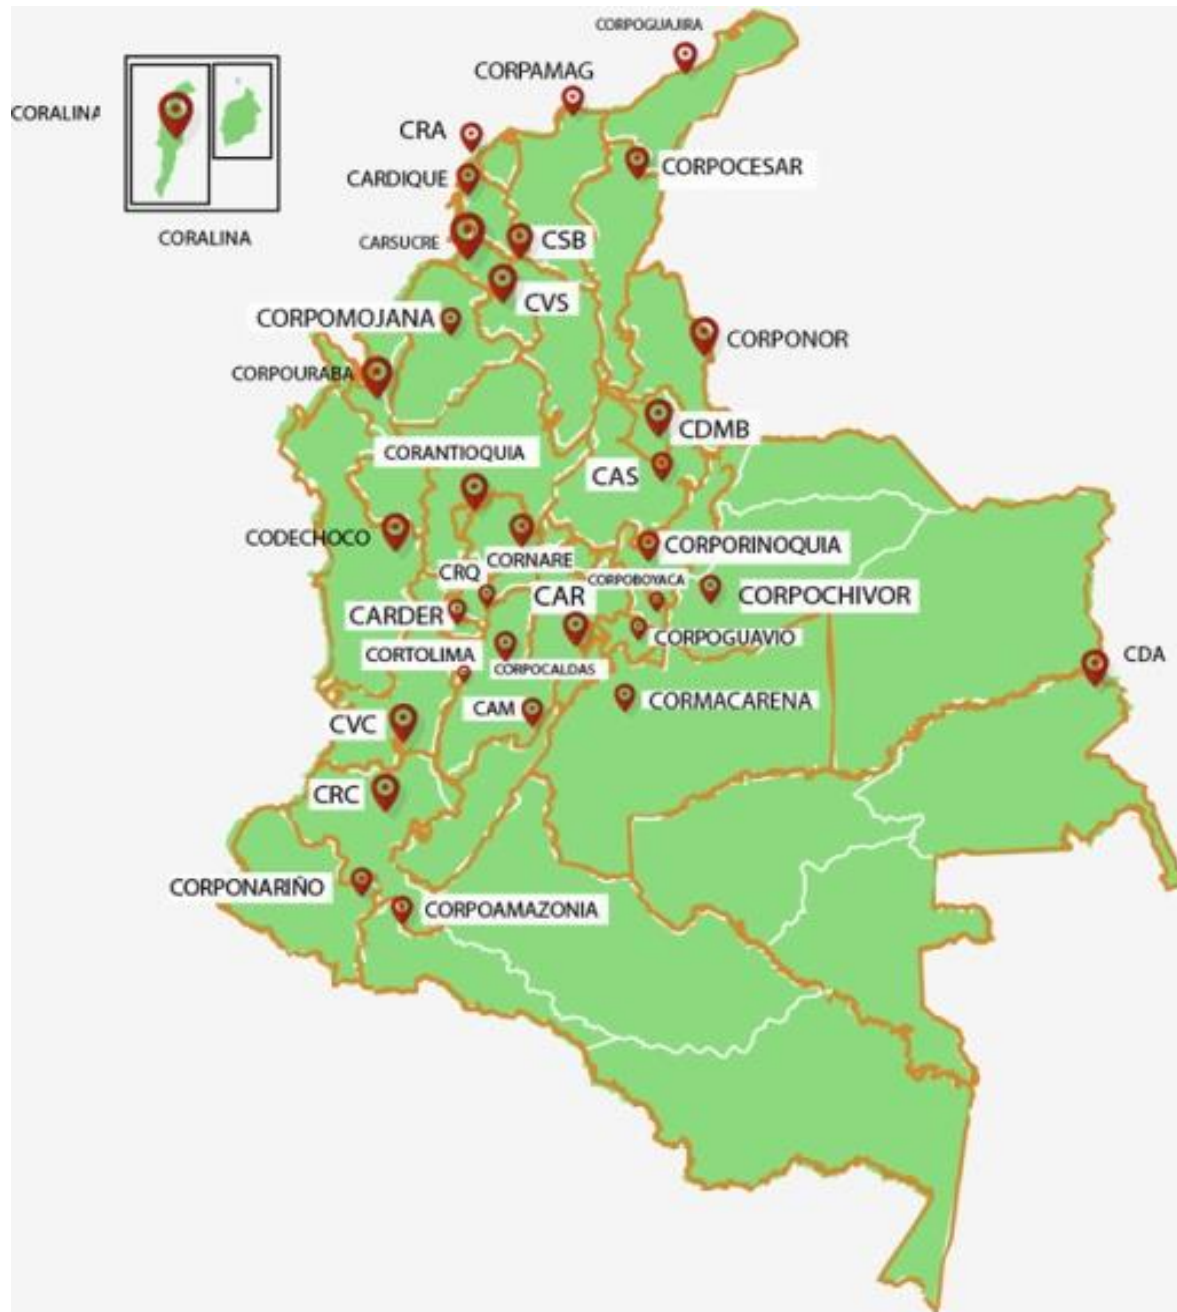 CORPOGUAJIRA
CORPAMAG
CORALINA
CRA
CORPOCESAR
CARDIQUE
CORALINA
CARSUCRE
CSB
CVS
CORPOMOJANA
CORPONOR
CORPOURABA
CDMB
CORANTIOQUIA
CAS
CODECHOCO
CORPORINOQUIA
CORNARE
CRQ
CORPOBOYACA
CAR
CORPOCHIVOR
CARDER
CORPOGUAVIO
CORTOLIMA
CDA
CORPOCALDAS
CORMACARENA
CAM
CVC
CRC
CORPONARIÑO
CORPOAMAZONIA